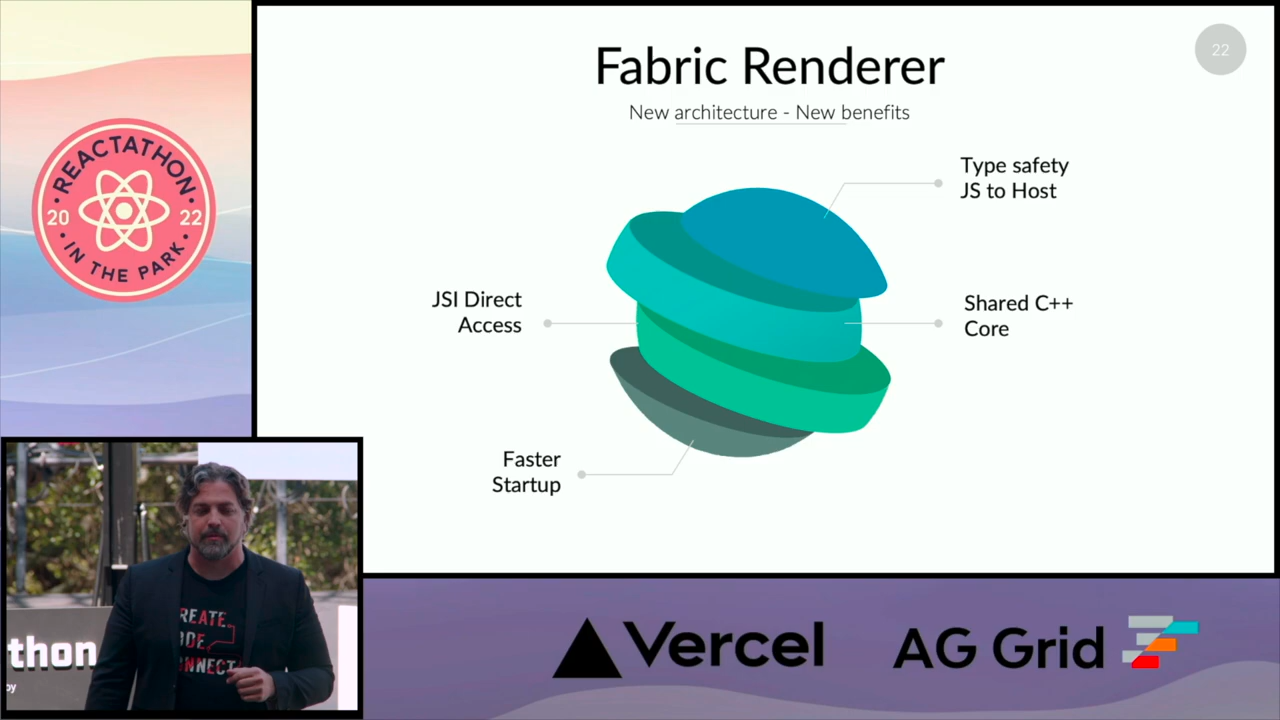 Fabric Renderer
22
New architecture - New benefits
REACTATHON
20 22
IN THE PARK
Type safety
JS to Host
JSI Direct
Access
Shared C++
Core
Faster
Startup
thon
by
Vercel
AG Grid